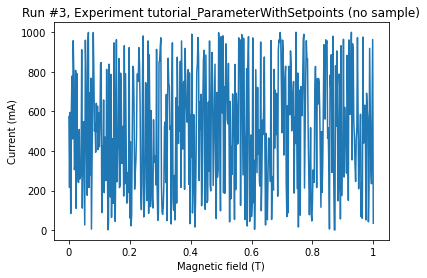 Run #3, Experiment tutorial_ParameterWithSetpoints (no sample)
1000
800
600
400
200
0
Current (mA)
0 0.2 0.4 0.6 0.8 1
Magnetic field (T)